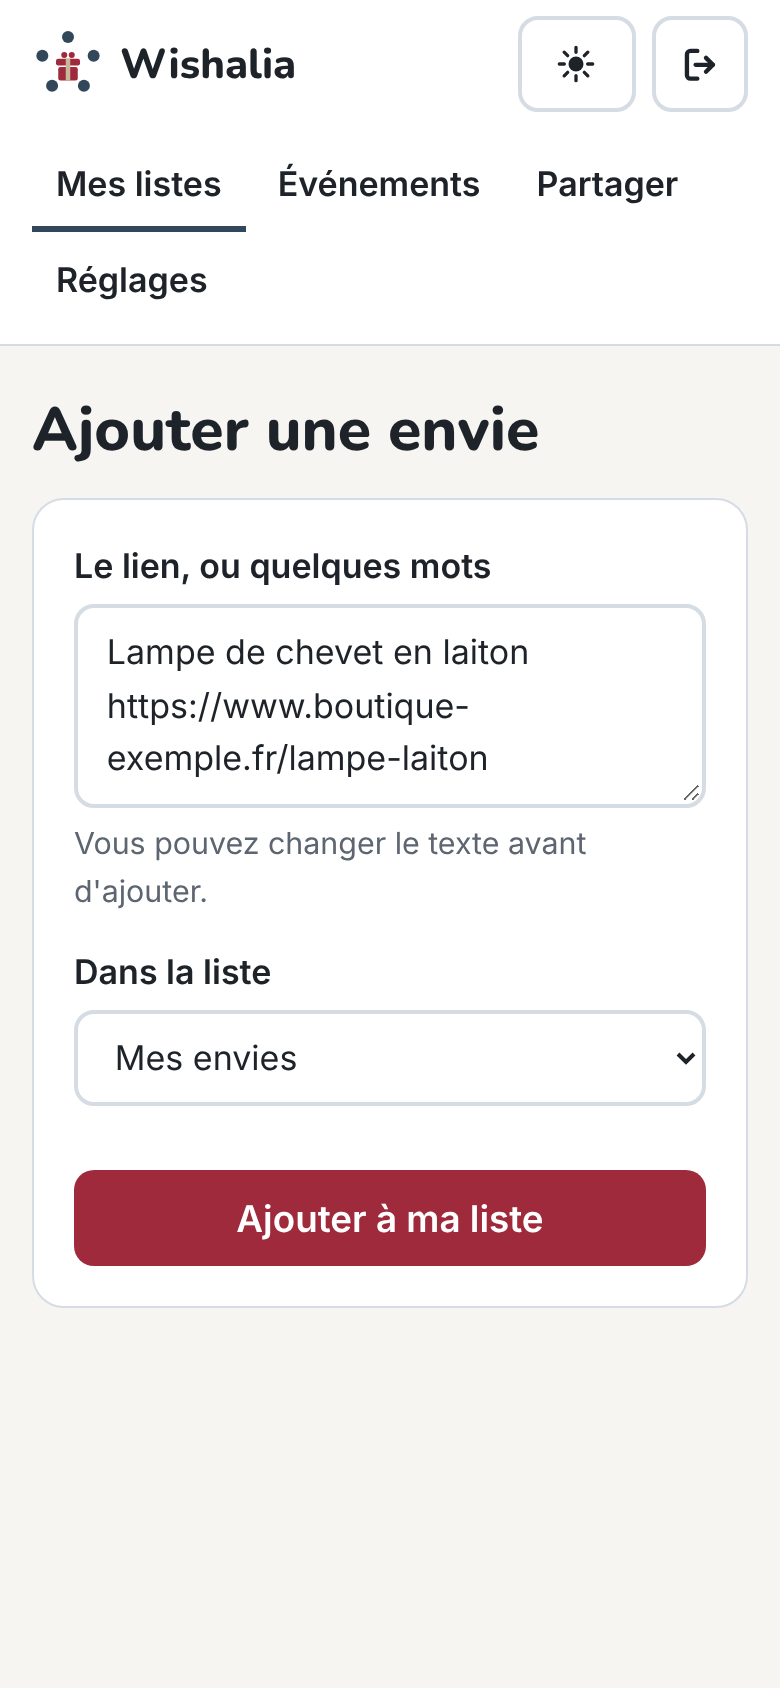 Wishalia
Mes listes
Événements
Partager
Réglages
Ajouter une envie
Le lien, ou quelques mots
Lampe de chevet en laiton
https://www.boutique-
exemple.fr/lampe-laiton
Vous pouvez changer le texte avant
d'ajouter.
Dans la liste
Mes envies
Ajouter à ma liste